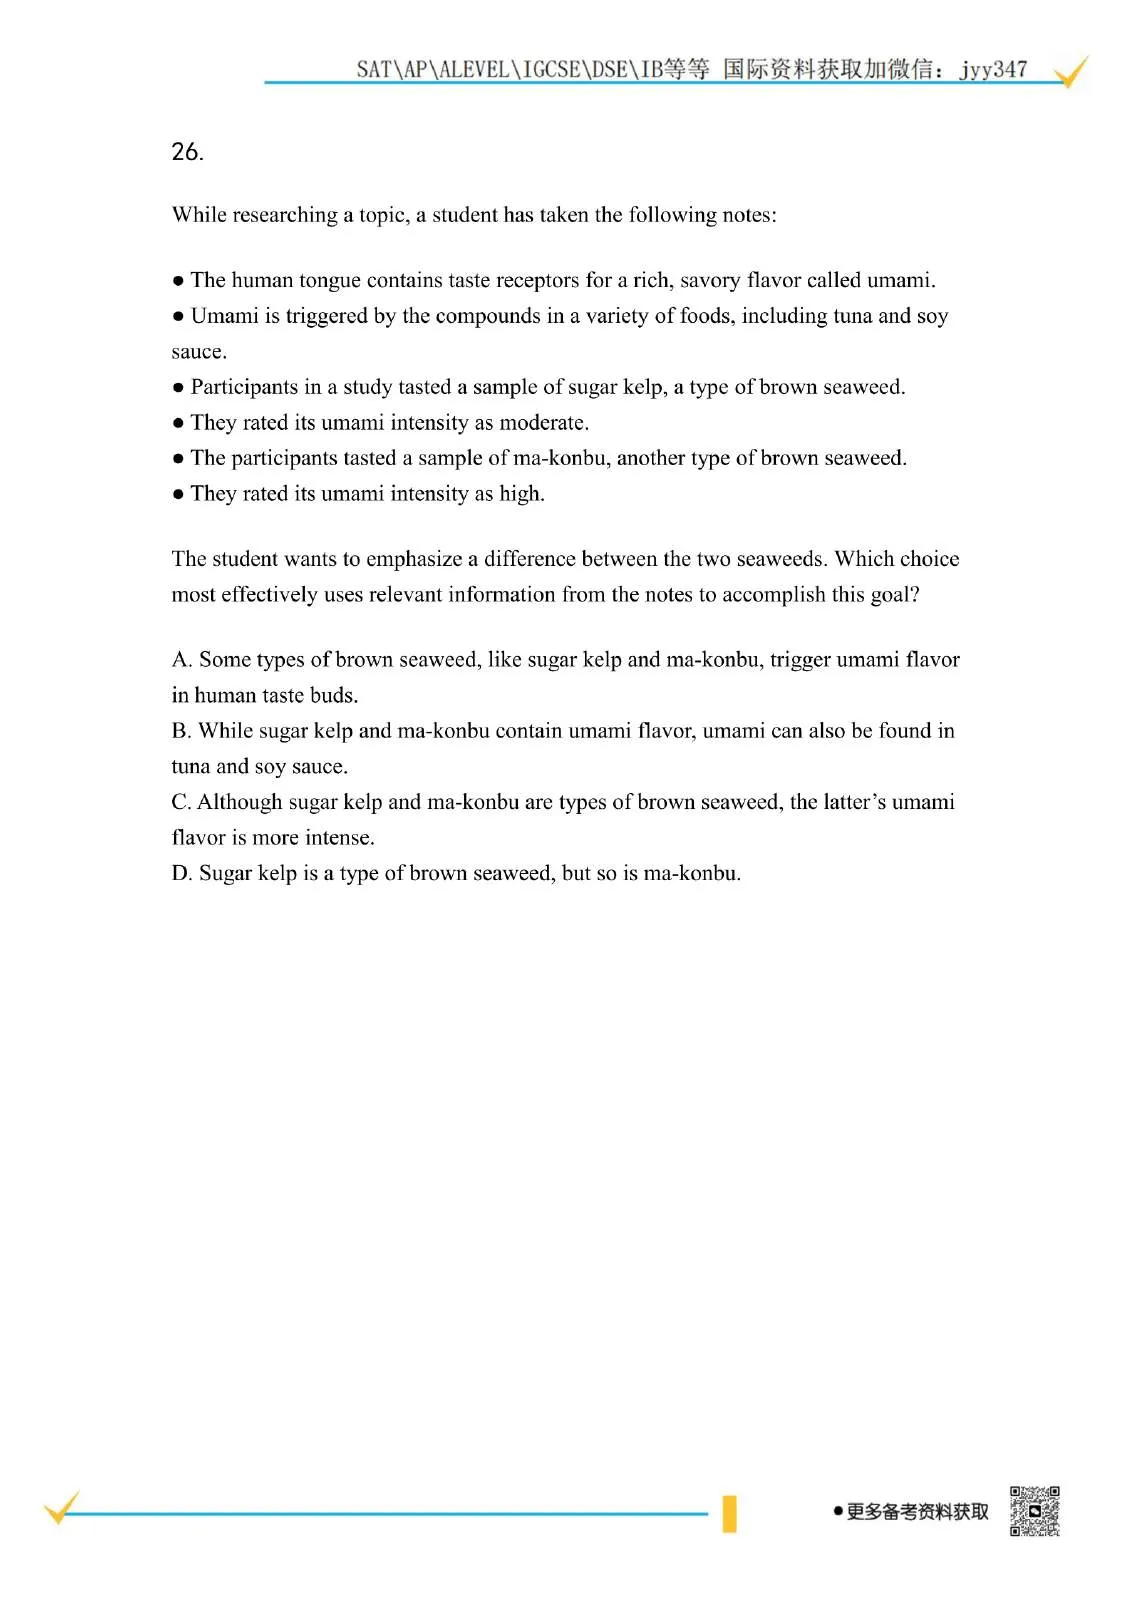 SAT\AP\ALEVEL\IGCSE\DSE\IB等等 国际资料获取加微信：jyy347
26.
While researching a topic, a student has taken the following notes:
● The human tongue contains taste receptors for a rich, savory flavor called umami.
● Umami is triggered by the compounds in a variety of foods, including tuna and soy
sauce.
● Participants in a study tasted a sample of sugar kelp, a type of brown seaweed.
● They rated its umami intensity as moderate.
● The participants tasted a sample of ma-konbu, another type of brown seaweed.
● They rated its umami intensity as high.
The student wants to emphasize a difference between the two seaweeds. Which choice
most effectively uses relevant information from the notes to accomplish this goal?
A. Some types of brown seaweed, like sugar kelp and ma-konbu, trigger umami flavor
in human taste buds.
B. While sugar kelp and ma-konbu contain umami flavor, umami can also be found in
tuna and soy sauce.
C. Although sugar kelp and ma-konbu are types of brown seaweed, the latter’s umami
flavor is more intense.
D. Sugar kelp is a type of brown seaweed, but so is ma-konbu.
●更多备考资料获取